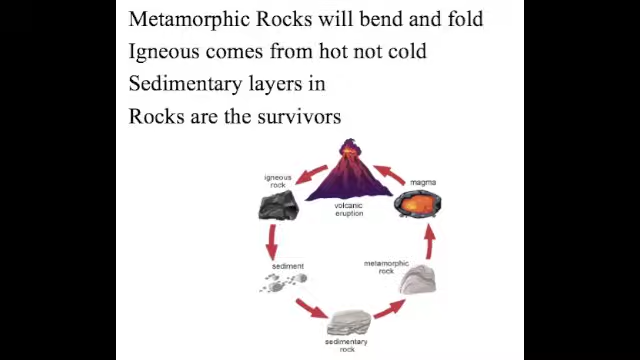 Metamorphic Rocks will bend and fold
Igneous comes from hot not cold
Sedimentary layers in
Rocks are the survivors
igneous
rock
volcanic
eruption
magma
sediment
metamorphic
rock
sedimentary
rock